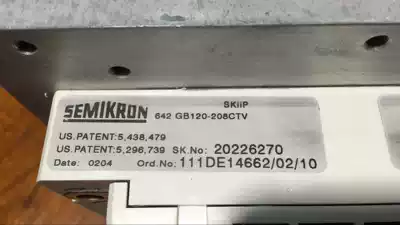 SKiiP
SEMIKRON 642 GB120-208CTV
US.PATENT:5,438,479
US.PATENT:5,296,739 SK.No: 20226270
Date: 0204 Ord.No: 111DE14662/02/10